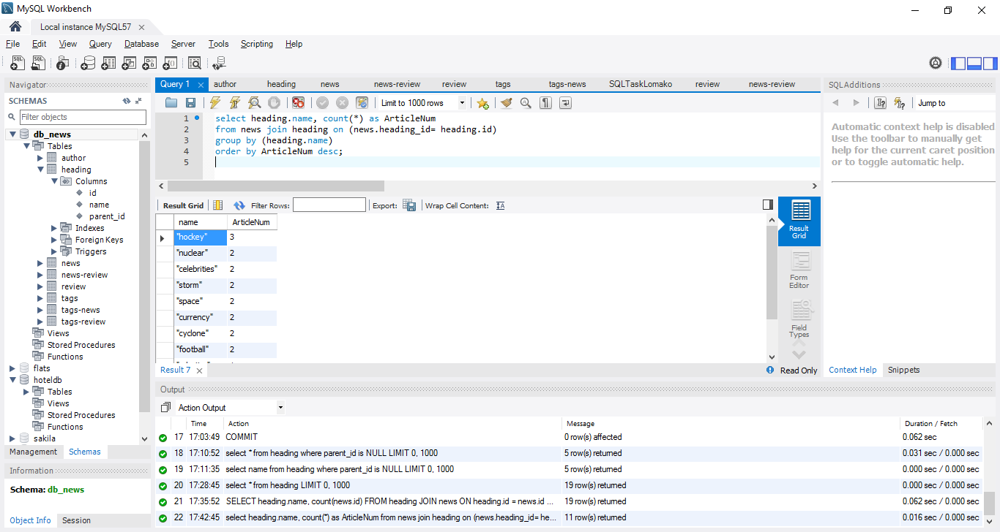 MySQL Workbench
Local instance MySQL57
File Edit View Query Database Server Tools Scripting Help
Navigator
SCHEMAS
Filter objects
db_news
Tables
author
heading
Columns
id
name
parent_id
Indexes
Foreign Keys
Triggers
news
news-review
review
tags
tags-news
tags-review
Views
Stored Procedures
Functions
flats
hoteldb
Tables
Views
Stored Procedures
Functions
sakila
Management Schemas
Information
Schema: db_news
Object Info Session
Query 1 author heading news news-review review tags tags-news SQLTaskLomako review news-review
Limit to 1000 rows
1 select heading.name, count(*) as ArticleNum
2 from news join heading on (news.heading_id= heading.id)
3 group by (heading.name)
4 order by ArticleNum desc;
5
Result Grid Filter Rows: Export: Wrap Cell Content:
name ArticleNum
"hockey" 3
"nuclear" 2
"celebrities" 2
"storm" 2
"space" 2
"currency" 2
"cyclone" 2
"football" 2
Result Grid
Form Editor
Field Types
Result 7
Read Only
SQLAdditions
Jump to
Automatic context help is disabled
Use the toolbar to manually get
help for the current caret position
or to toggle automatic help.
Context Help Snippets
Output
Action Output
Time Action Message Duration / Fetch
17 17:03:49 COMMIT 0 row(s) affected 0.062 sec
18 17:10:52 select * from heading where parent_id is NULL LIMIT 0, 1000 5 row(s) returned 0.031 sec / 0.000 sec
19 17:11:35 select name from heading where parent_id is NULL LIMIT 0, 1000 5 row(s) returned 0.000 sec / 0.000 sec
20 17:28:45 select * from heading LIMIT 0, 1000 19 row(s) returned 0.000 sec / 0.000 sec
21 17:35:52 SELECT heading.name, count(news.id) FROM heading JOIN news ON heading.id = news.id ... 19 row(s) returned 0.062 sec / 0.000 sec
22 17:42:45 select heading.name, count(*) as ArticleNum from news join heading on (news.heading_id= he... 11 row(s) returned 0.016 sec / 0.000 sec